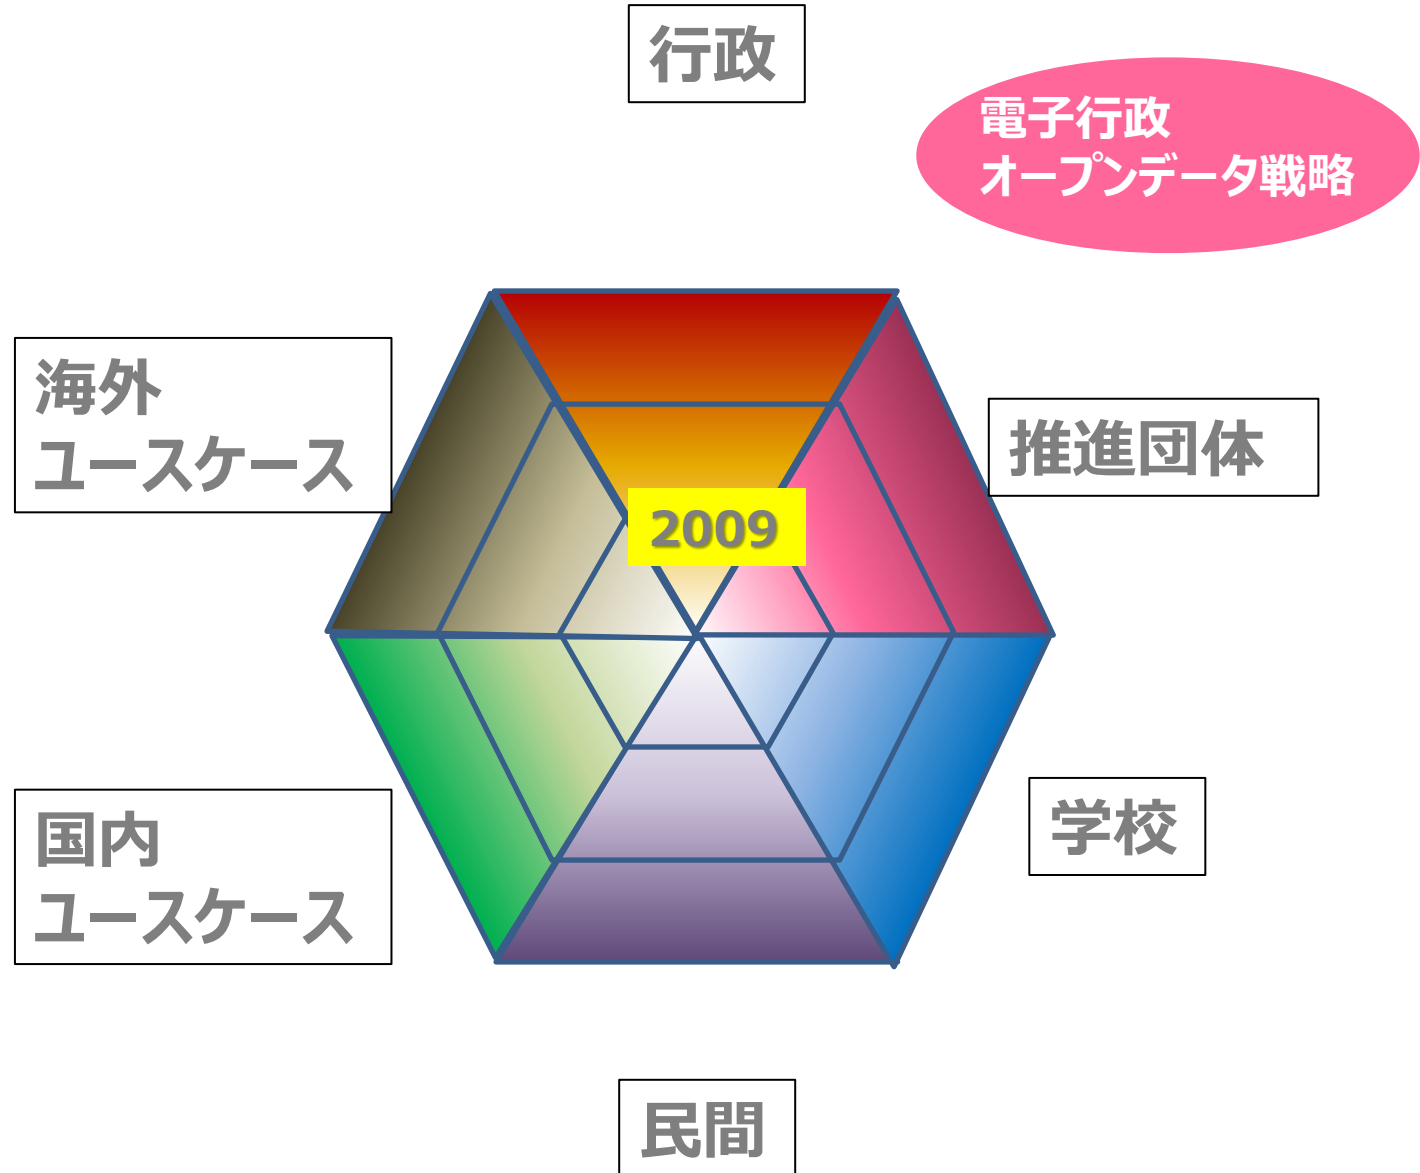 行政
電子行政
オープンデータ戦略
海外
ユースケース
推進団体
2009
国内
ユースケース
学校
民間